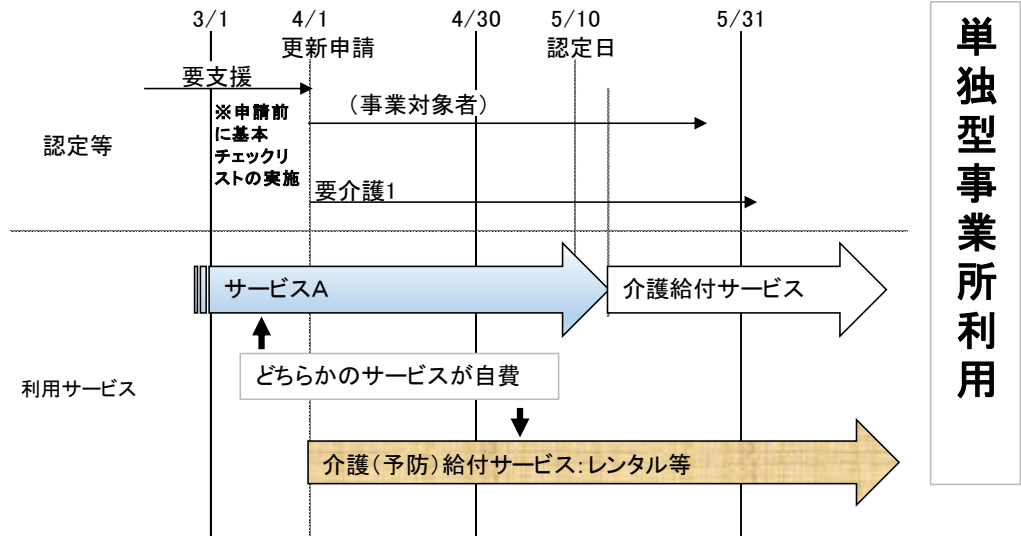 3/1
4/1
4/30
5/10
5/31
更新申請
認定日
要支援
※申請前
に基本
チェックリ
ストの実施
(事業対象者)
認定等
要介護1
サービスA
介護給付サービス
どちらかのサービスが自費
利用サービス
介護(予防)給付サービス:レンタル等
単独型事業所利用